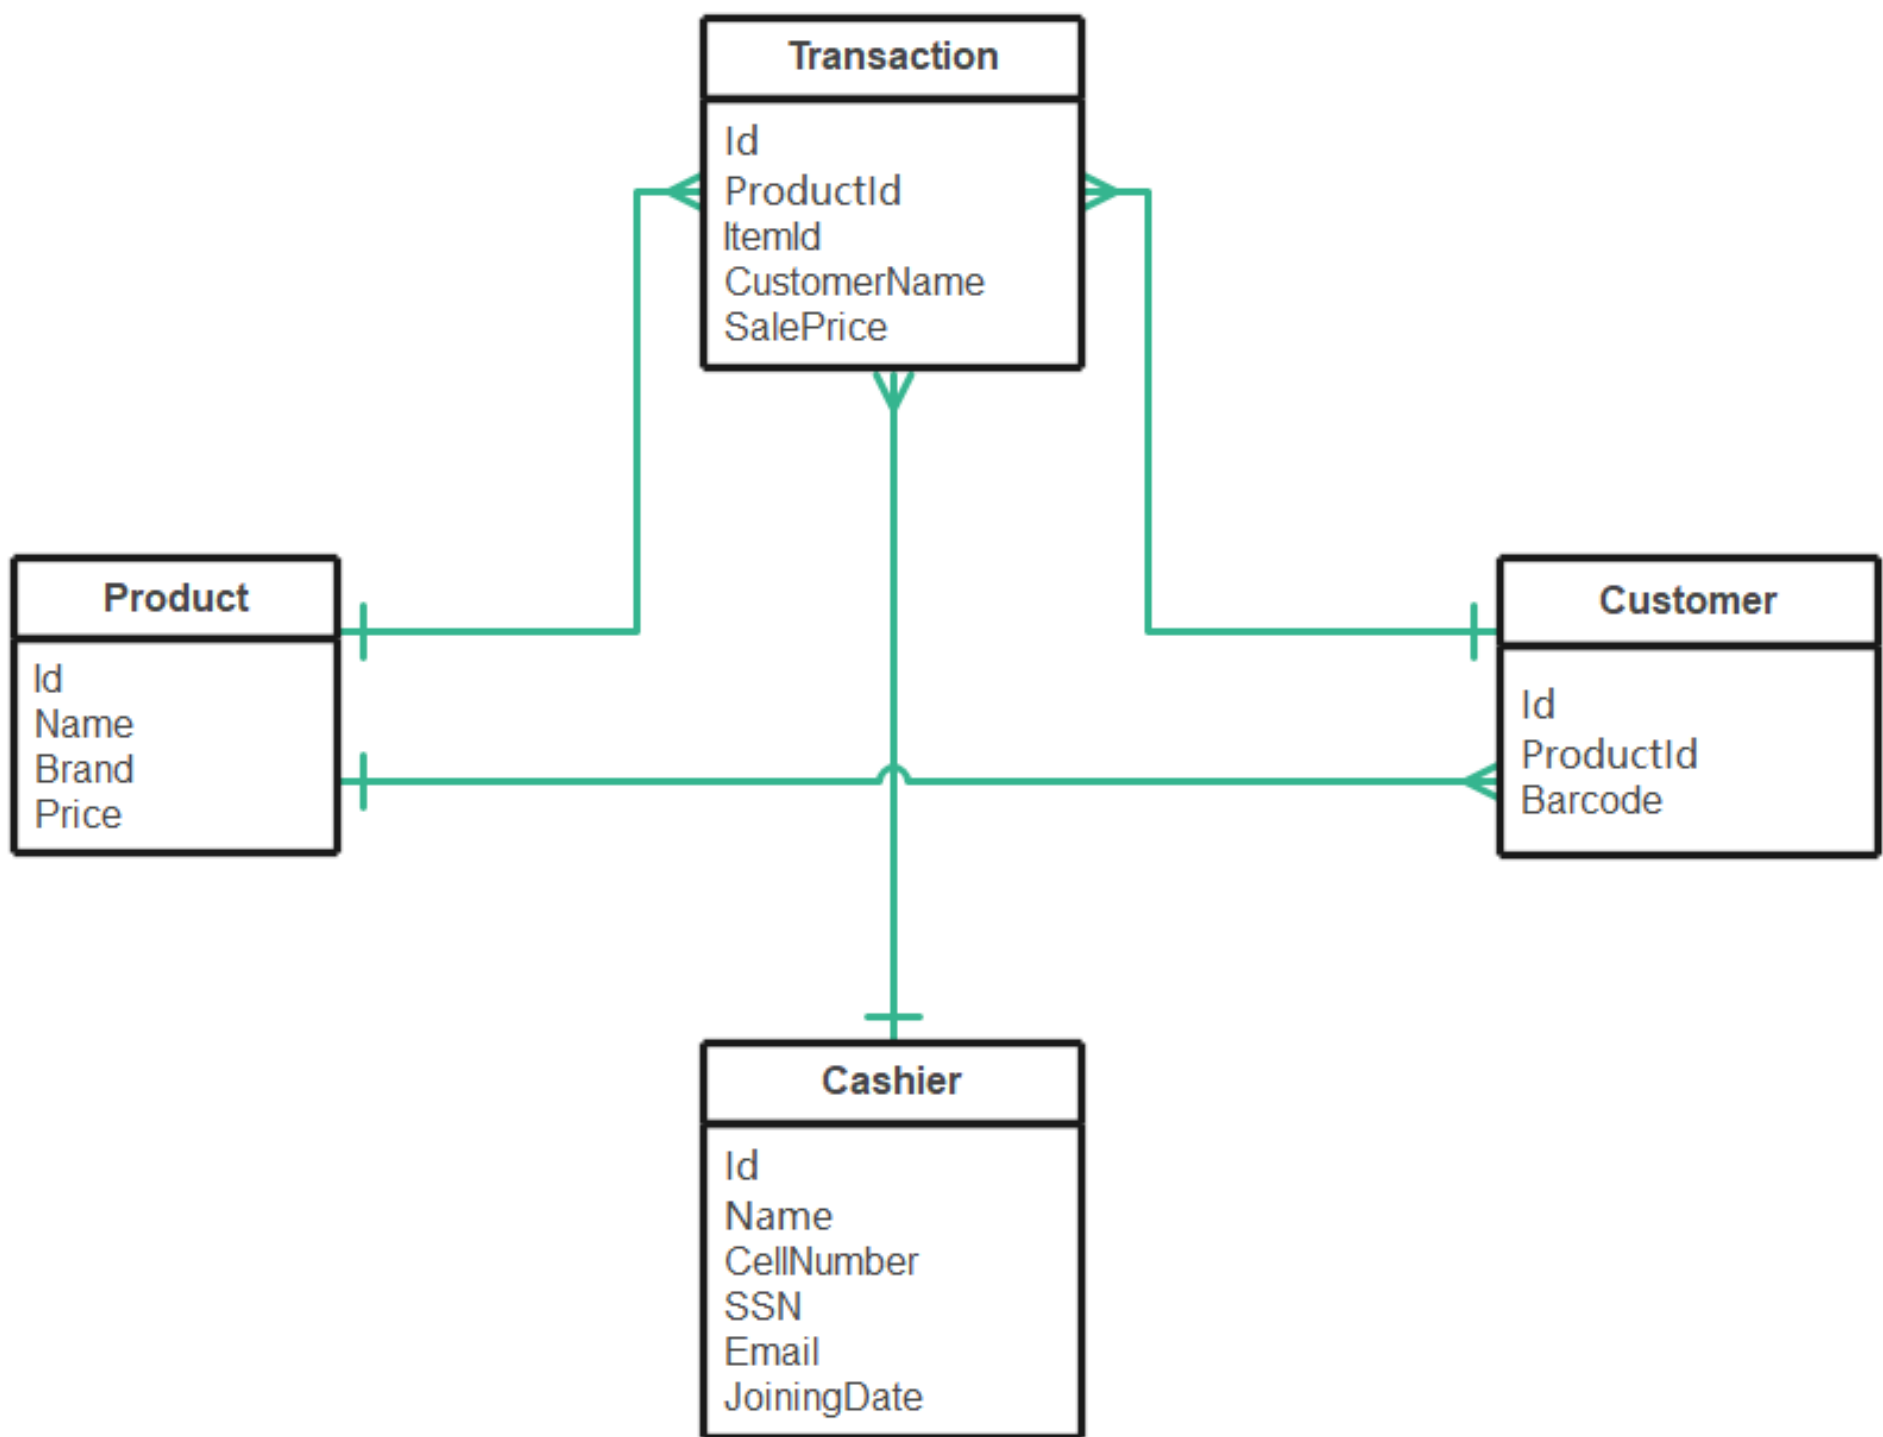 Transaction
Id
ProductId
ItemId
CustomerName
SalePrice
Product
Id
Name
Brand
Price
Customer
Id
ProductId
Barcode
Cashier
Id
Name
CellNumber
SSN
Email
JoiningDate